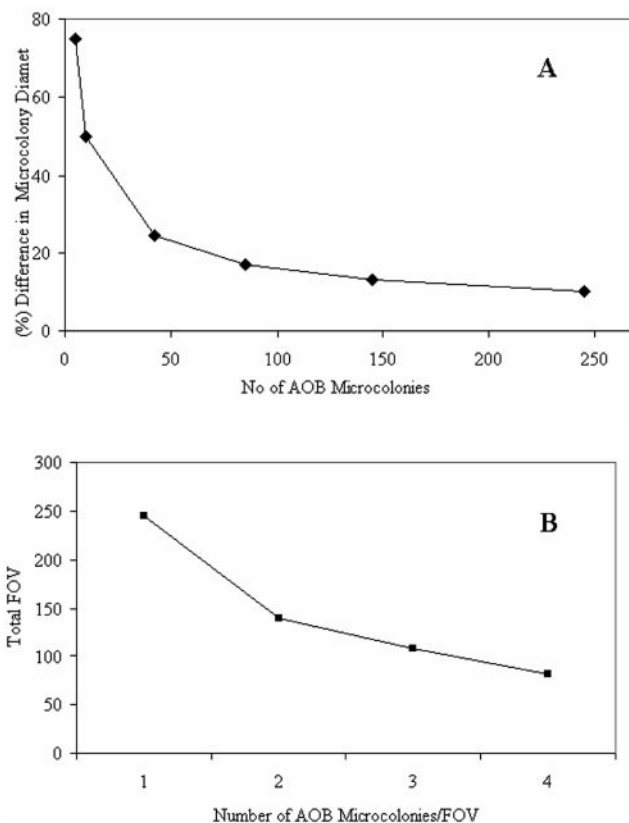 80
60
40
20
0
(%) Difference in Microcolony Diamet
A
0 50 100 150 200 250
No of AOB Microcolonies
300
250
200
150
100
50
0
Total FOV
B
1 2 3 4
Number of AOB Microcolonies/FOV